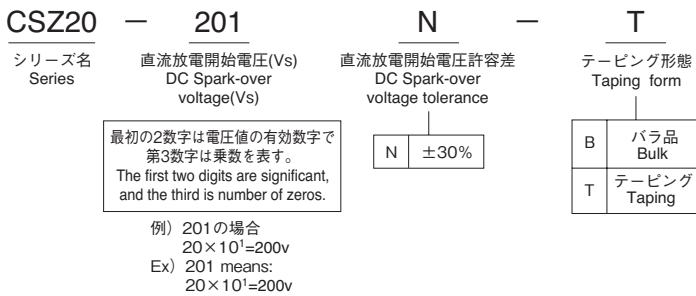 CSZ20 － 201 N － T
シリーズ名
Series
直流放電開始電圧(Vs)
DC Spark-over
voltage(Vs)
直流放電開始電圧許容差
DC Spark-over
voltage tolerance
テーピング形態
Taping form
最初の2数字は電圧値の有効数字で
第3数字は乗数を表す。
The first two digits are significant,
and the third is number of zeros.
N ±30%
B バラ品
Bulk
T テーピング
Taping
例）201の場合
20×10¹=200v
Ex）201 means:
20×10¹=200v